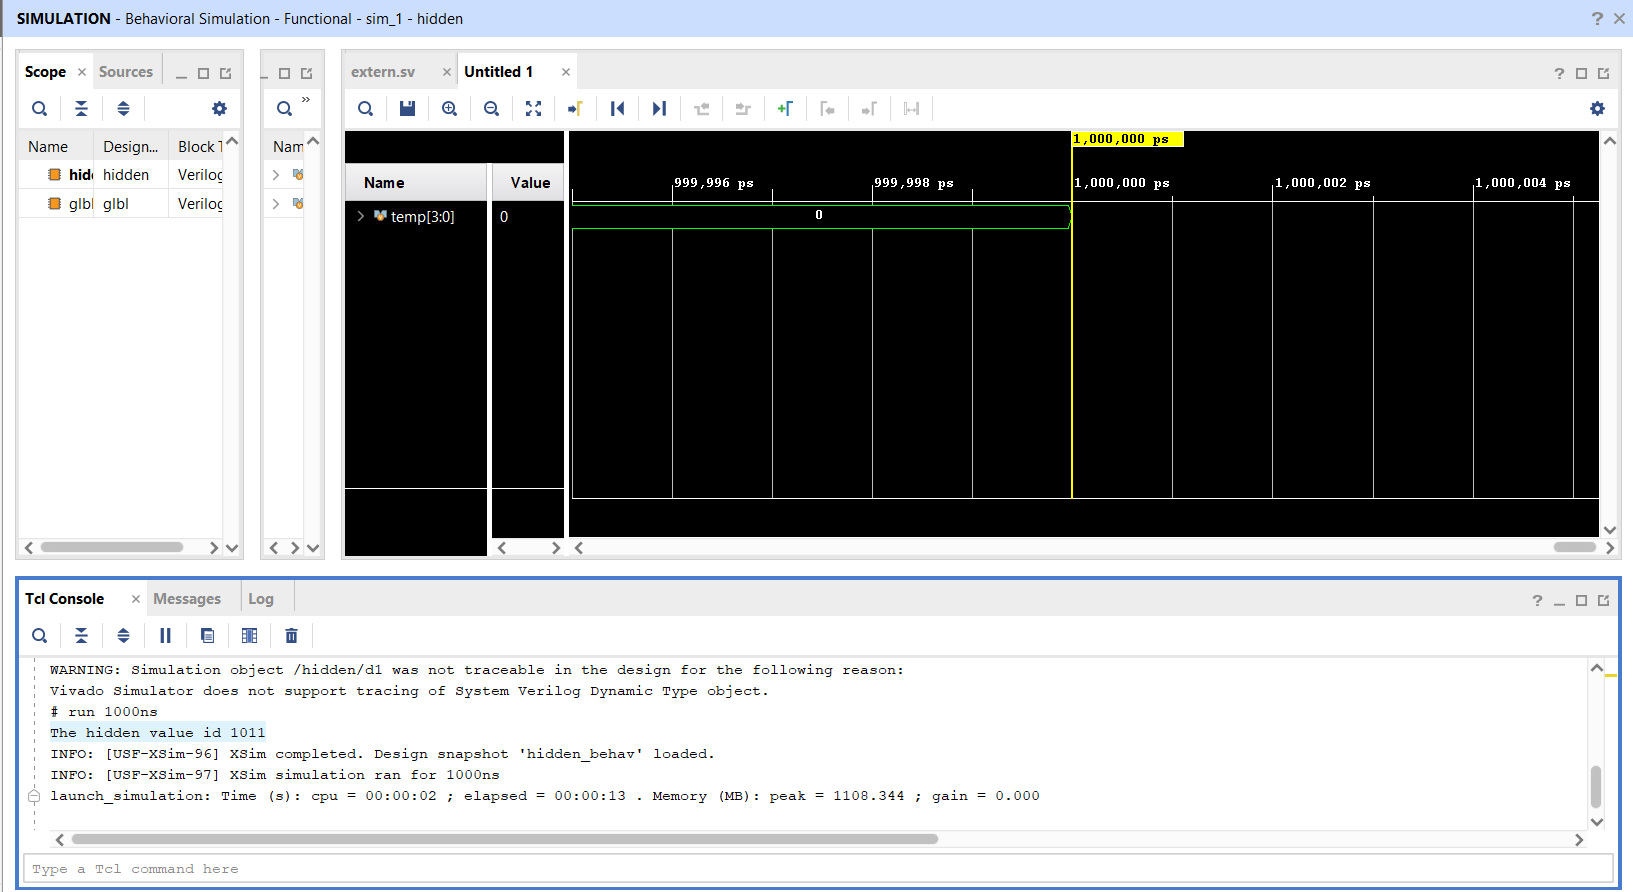 SIMULATION - Behavioral Simulation - Functional - sim_1 - hidden
Scope Sources
Name Design... Block T
hid hidden Verilog
glbl glbl Verilog
Nam
extern.sv Untitled 1
Name Value
temp[3:0] 0
1,000,000 ps
999,996 ps 999,998 ps 1,000,000 ps 1,000,002 ps 1,000,004 ps
0
Tcl Console Messages Log
WARNING: Simulation object /hidden/d1 was not traceable in the design for the following reason:
Vivado Simulator does not support tracing of System Verilog Dynamic Type object.
# run 1000ns
The hidden value id 1011
INFO: [USF-XSim-96] XSim completed. Design snapshot 'hidden_behav' loaded.
INFO: [USF-XSim-97] XSim simulation ran for 1000ns
launch_simulation: Time (s): cpu = 00:00:02 ; elapsed = 00:00:13 . Memory (MB): peak = 1108.344 ; gain = 0.000
Type a Tcl command here